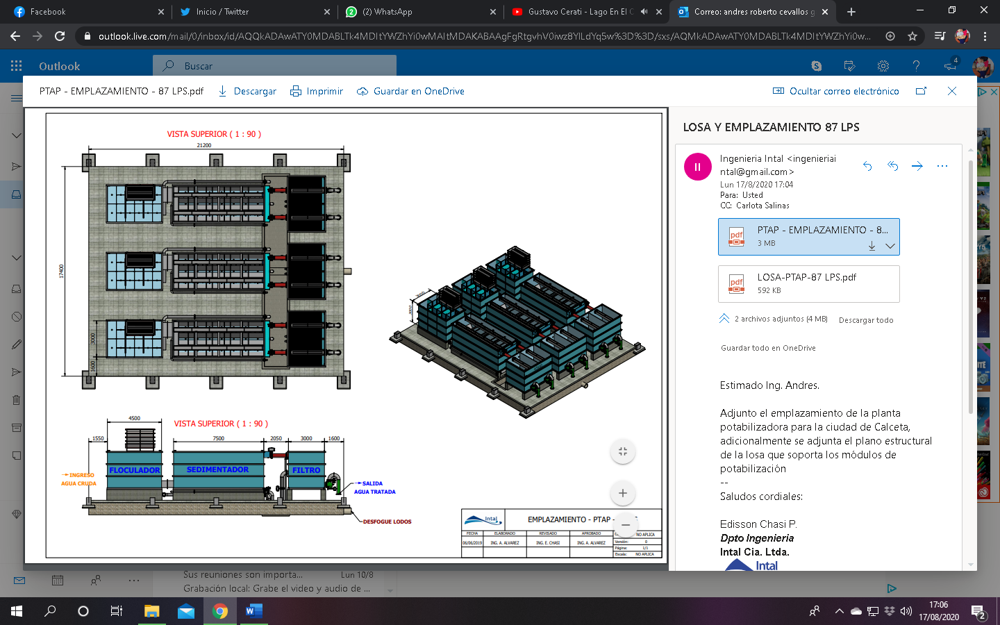 Facebook
Inicio / Twitter
(2) WhatsApp
Gustavo Cerati - Lago En El C
Correo: andres roberto cevallos g
outlook.live.com/mail/0/inbox/id/AQQkADAwATY0MDABLTk4MDItYWZhYi0wMAItMDAKABAAgFgRtgvhV0iwz8YlLdYq5w%3D%3D/sxs/AQMkADAwATY0MDABLTk4MDItYWZhYi0w...
Outlook
Buscar
4
PTAP - EMPLAZAMIENTO - 87 LPS.pdf
Descargar
Imprimir
Guardar en OneDrive
Ocultar correo electrónico
VISTA SUPERIOR ( 1 : 90 )
21200
17400
3000
1600
VISTA SUPERIOR ( 1 : 90 )
4500
1550
7500
2050
3000
1600
FLOCULADOR
SEDIMENTADOR
FILTRO
INGRESO
AGUA CRUDA
SALIDA
AGUA TRATADA
DESFOGUE LODOS
Intal
EMPLAZAMIENTO - PTAP -
FECHA
ELABORADO
REVISADO
APROBADO
NO APLICA
06/06/2019
ING. A. ALVAREZ
ING. E. CHASI
ING. A. ALVAREZ
Versión:
0
Página:
1/1
Escala:
NO APLICA
LOSA Y EMPLAZAMIENTO 87 LPS
II
Ingenieria Intal <ingenieriai
ntal@gmail.com>
Lun 17/8/2020 17:04
Para: Usted
CC: Carlota Salinas
pdf
PTAP - EMPLAZAMIENTO - 8...
3 MB
pdf
LOSA-PTAP-87 LPS.pdf
592 KB
2 archivos adjuntos (4 MB)
Descargar todo
Guardar todo en OneDrive
Estimado Ing. Andres.
Adjunto el emplazamiento de la planta
potabilizadora para la ciudad de Calceta,
adicionalmente se adjunta el plano estructural
de la losa que soporta los módulos de
potabilización
--
Saludos cordiales:
Edisson Chasi P.
Dpto Ingenieria
Intal Cia. Ltda.
Intal
Sus reuniones son importa...
Lun 10/8
Grabación local: Grabe el video y audio de ...
17:06
17/08/2020
2